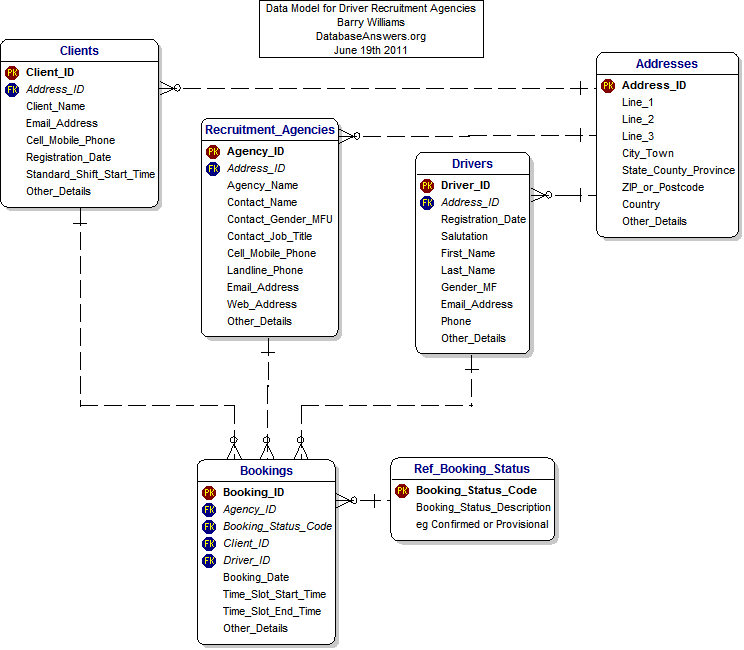 Data Model for Driver Recruitment Agencies
Barry Williams
DatabaseAnswers.org
June 19th 2011
Clients
PK Client_ID
FK Address_ID
Client_Name
Email_Address
Cell_Mobile_Phone
Registration_Date
Standard_Shift_Start_Time
Other_Details
Recruitment_Agencies
PK Agency_ID
FK Address_ID
Agency_Name
Contact_Name
Contact_Gender_MFU
Contact_Job_Title
Cell_Mobile_Phone
Landline_Phone
Email_Address
Web_Address
Other_Details
Drivers
PK Driver_ID
FK Address_ID
Registration_Date
Salutation
First_Name
Last_Name
Gender_MF
Email_Address
Phone
Other_Details
Addresses
PK Address_ID
Line_1
Line_2
Line_3
City_Town
State_County_Province
ZIP_or_Postcode
Country
Other_Details
Bookings
PK Booking_ID
FK Agency_ID
FK Booking_Status_Code
FK Client_ID
FK Driver_ID
Booking_Date
Time_Slot_Start_Time
Time_Slot_End_Time
Other_Details
Ref_Booking_Status
PK Booking_Status_Code
Booking_Status_Description
eg Confirmed or Provisional